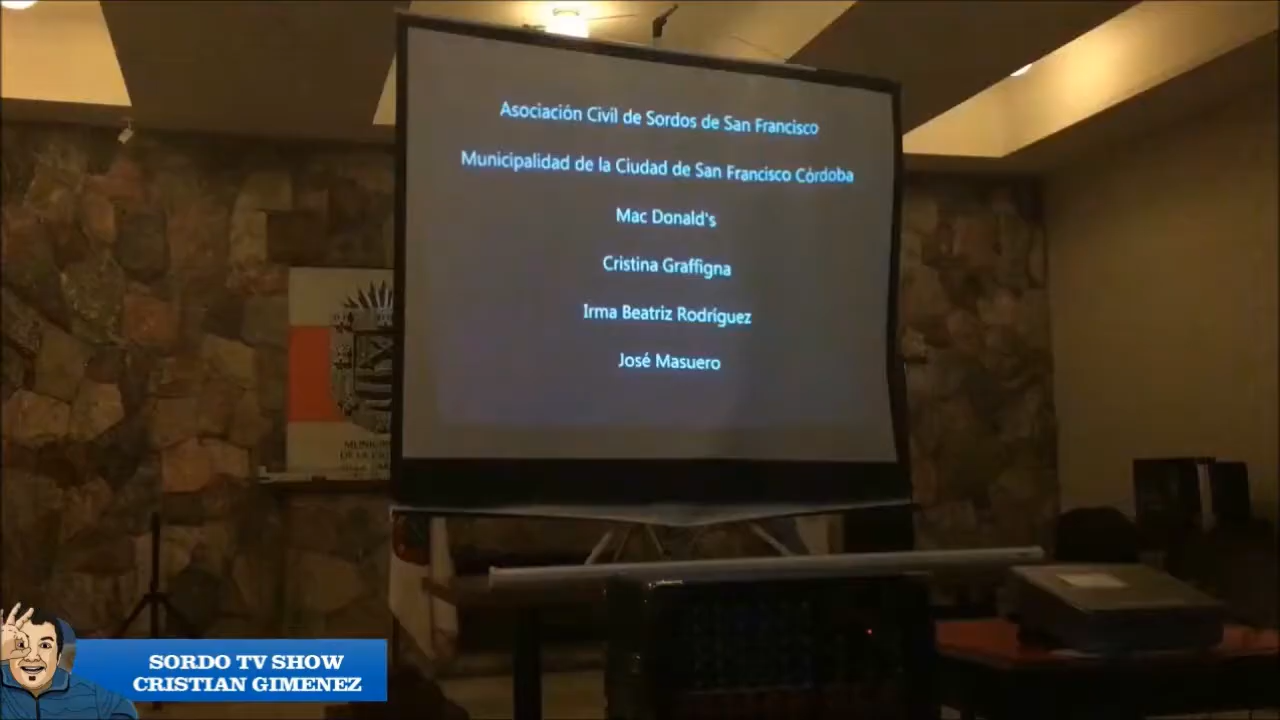 Asociación Civil de Sordos de San Francisco
Municipalidad de la Ciudad de San Francisco Córdoba
Mac Donald's
Cristina Graffigna
Irma Beatriz Rodríguez
José Masuero
SORDO TV SHOW
CRISTIAN GIMENEZ